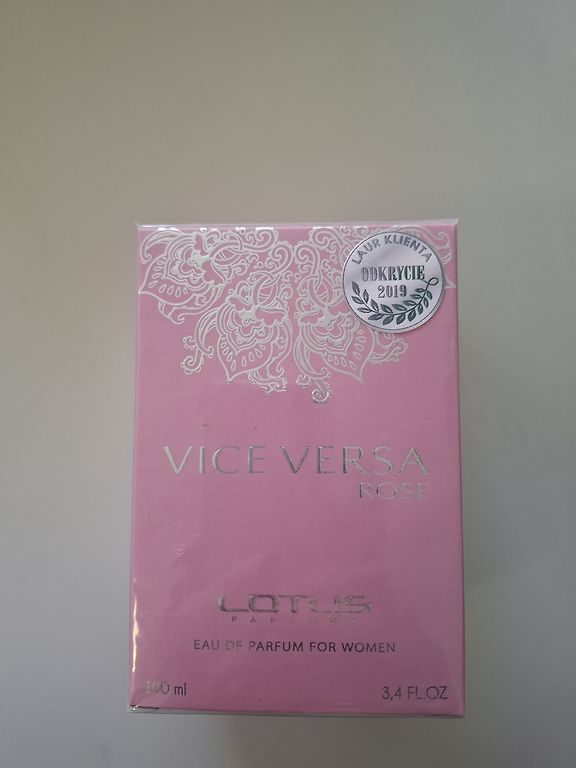 LAUR KLIENTA
ODKRYCIE
2019
VICE VERSA
ROSE
LOTUS
PARFUMS
EAU DE PARFUM FOR WOMEN
100 ml
3,4 FL.OZ